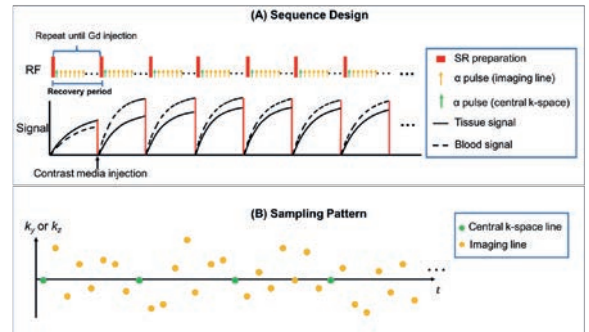 (A) Sequence Design
Repeat until Gd injection
RF
Recovery period
Signal
Contrast media injection
SR preparation
α pulse (imaging line)
α pulse (central k-space)
Tissue signal
Blood signal
(B) Sampling Pattern
ky or kz
t
Central k-space line
Imaging line